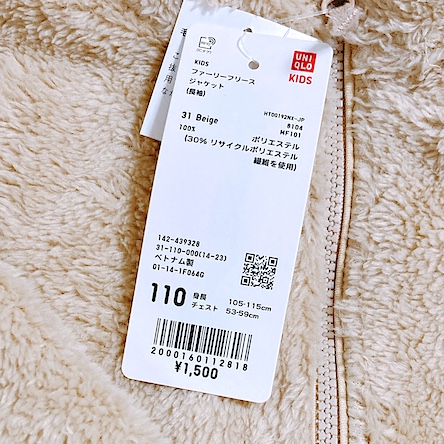 UNI
QLO
KIDS
KIDS
ファーリーフリース
ジャケット
(長袖)
HT00192NX-JP
31 Beige
8104
MF101
100%
ポリエステル
(30% リサイクルポリエステル
繊維を使用)
142-439328
31-110-000(14-23)
ベトナム製
01-14-1F064G
110 身長 105-115cm
チェスト 53-59cm
2000160112818
¥1,500